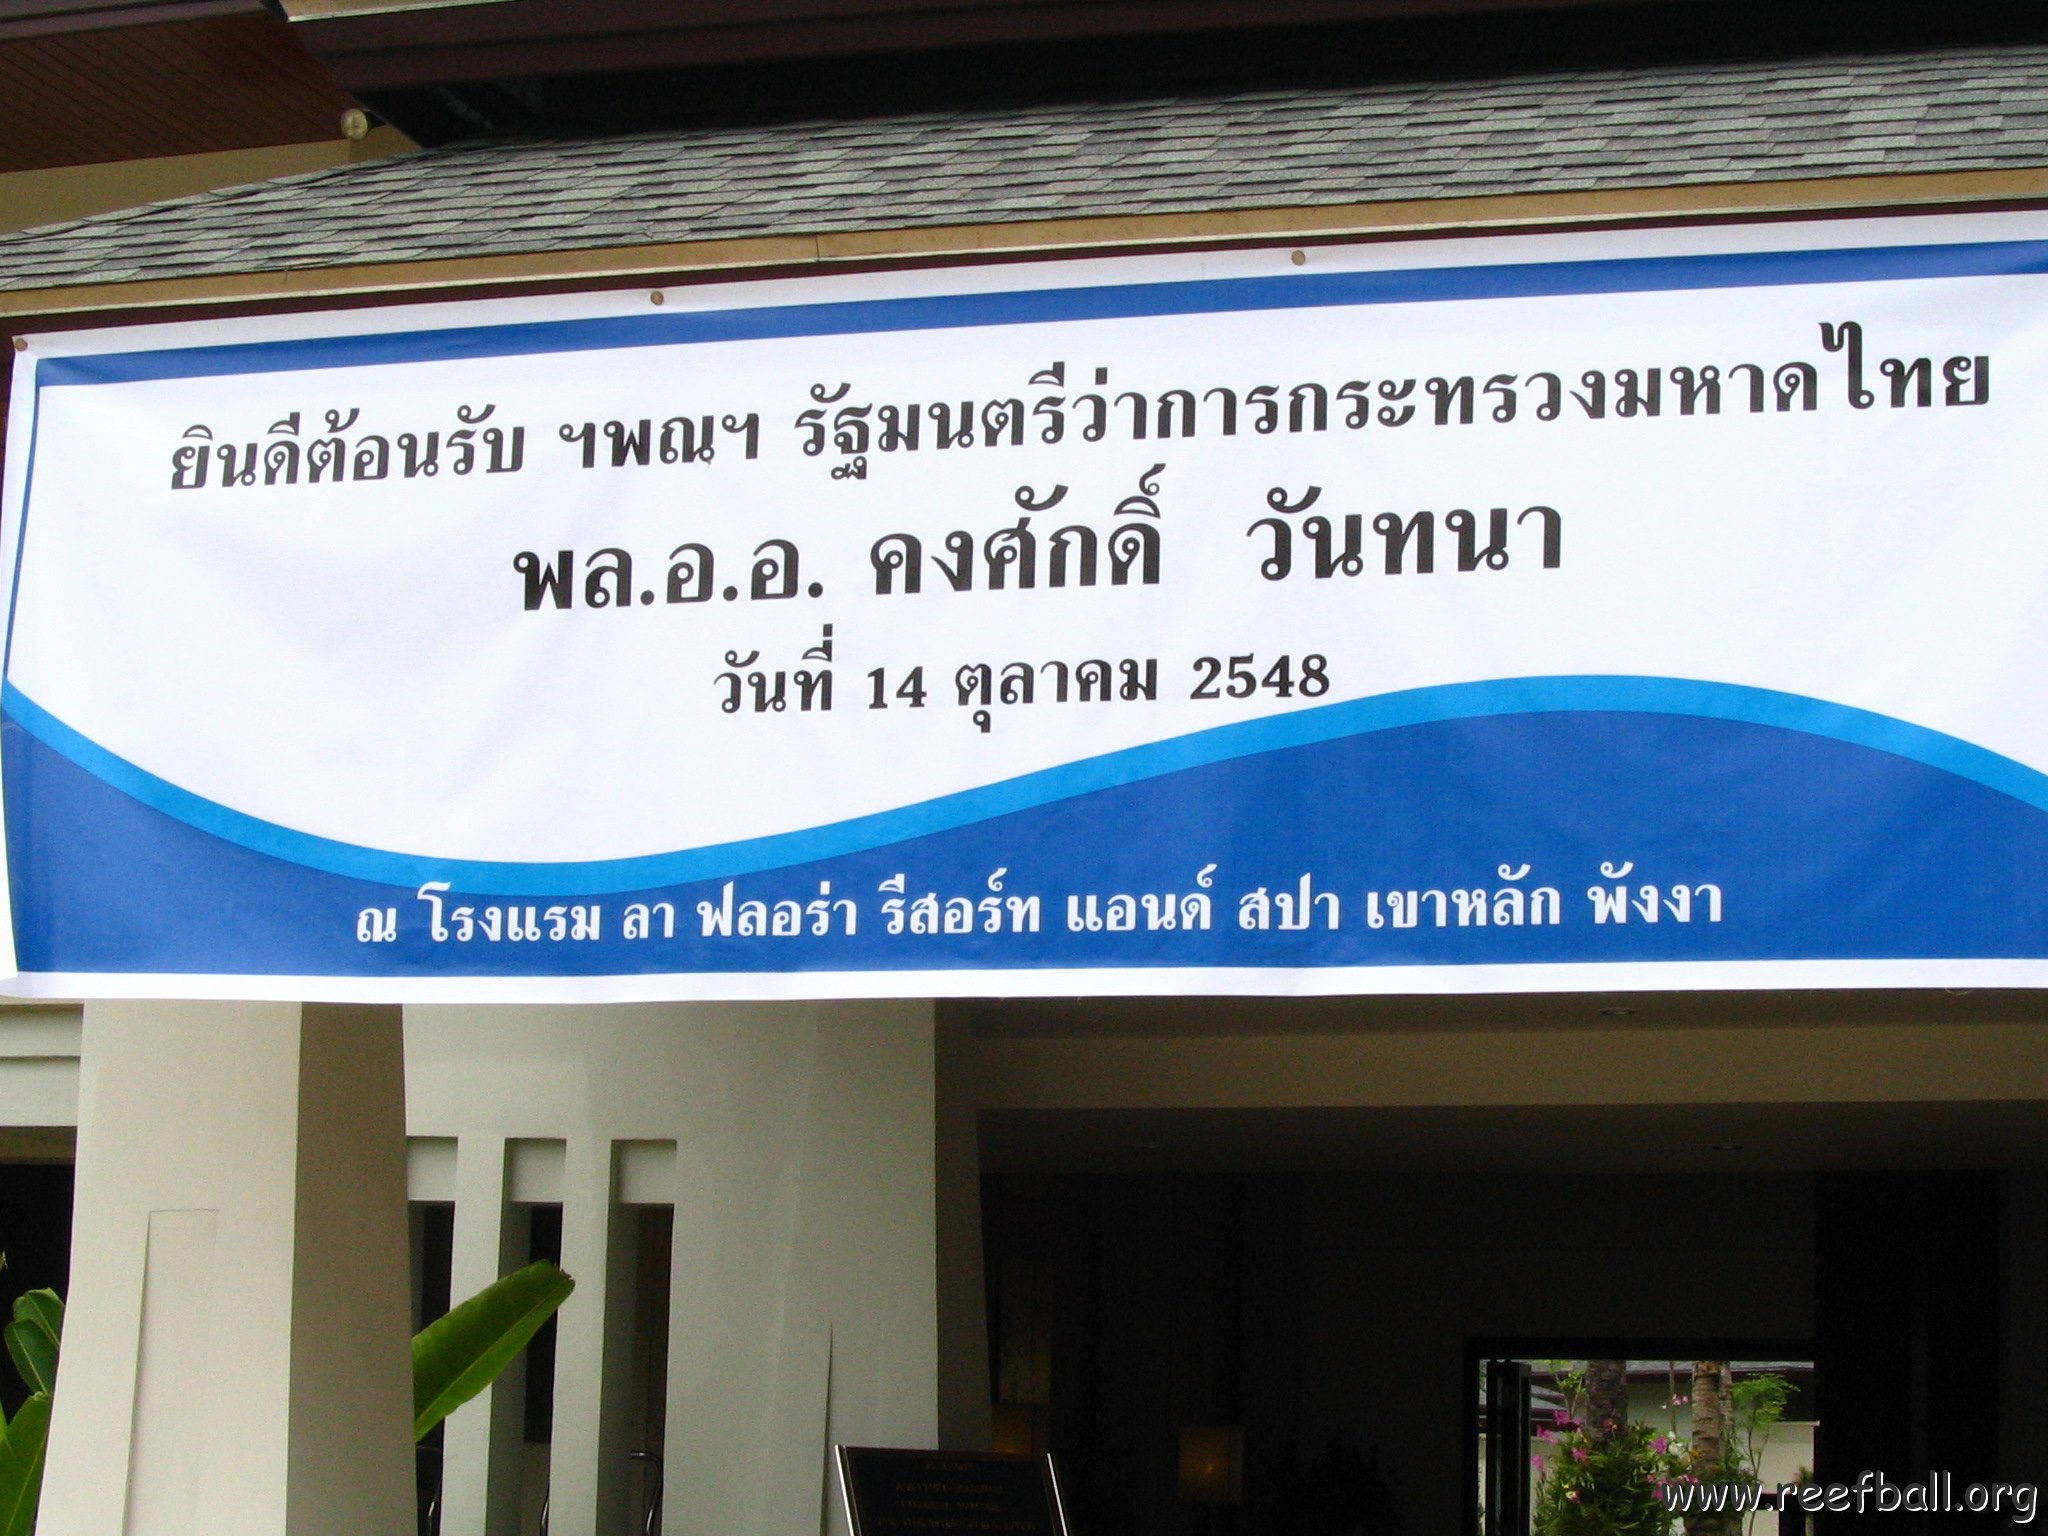 ยินดีต้อนรับ ฯพณฯ รัฐมนตรีว่าการกระทรวงมหาดไทย
พล.อ.อ. คงศักดิ์ วันทนา
วันที่ 14 ตุลาคม 2548
ณ โรงแรม ลา ฟลอร่า รีสอร์ท แอนด์ สปา เขาหลัก พังงา
www.reefball.org